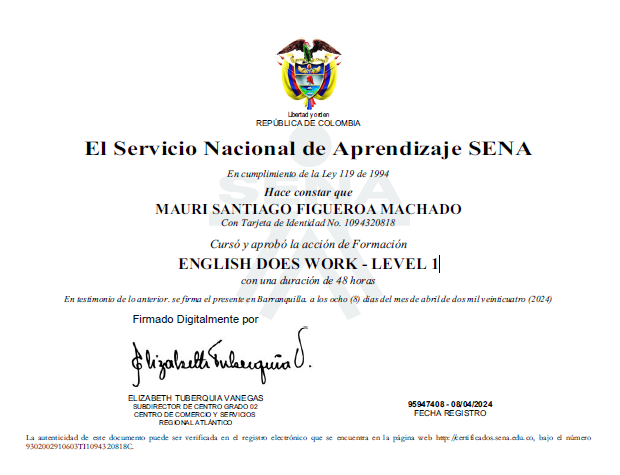 Libertad y orden
REPÚBLICA DE COLOMBIA
El Servicio Nacional de Aprendizaje SENA
En cumplimiento de la Ley 119 de 1994
Hace constar que
MAURI SANTIAGO FIGUEROA MACHADO
Con Tarjeta de Identidad No. 1094320818
Cursó y aprobó la acción de Formación
ENGLISH DOES WORK - LEVEL 1
con una duración de 48 horas
En testimonio de lo anterior. se firma el presente en Barranquilla. a los ocho (8) días del mes de abril de dos mil veinticuatro (2024)
Firmado Digitalmente por
Elizabeth Tuberquia V.
ELIZABETH TUBERQUIA VANEGAS
SUBDIRECTOR DE CENTRO GRADO 02
CENTRO DE COMERCIO Y SERVICIOS
REGIONAL ATLÁNTICO
95947408 - 08/04/2024
FECHA REGISTRO
La autenticidad de este documento puede ser verificada en el registro electrónico que se encuentra en la página web http://certificados.sena.edu.co, bajo el número
9302002910603TI1094320818C.
SENA